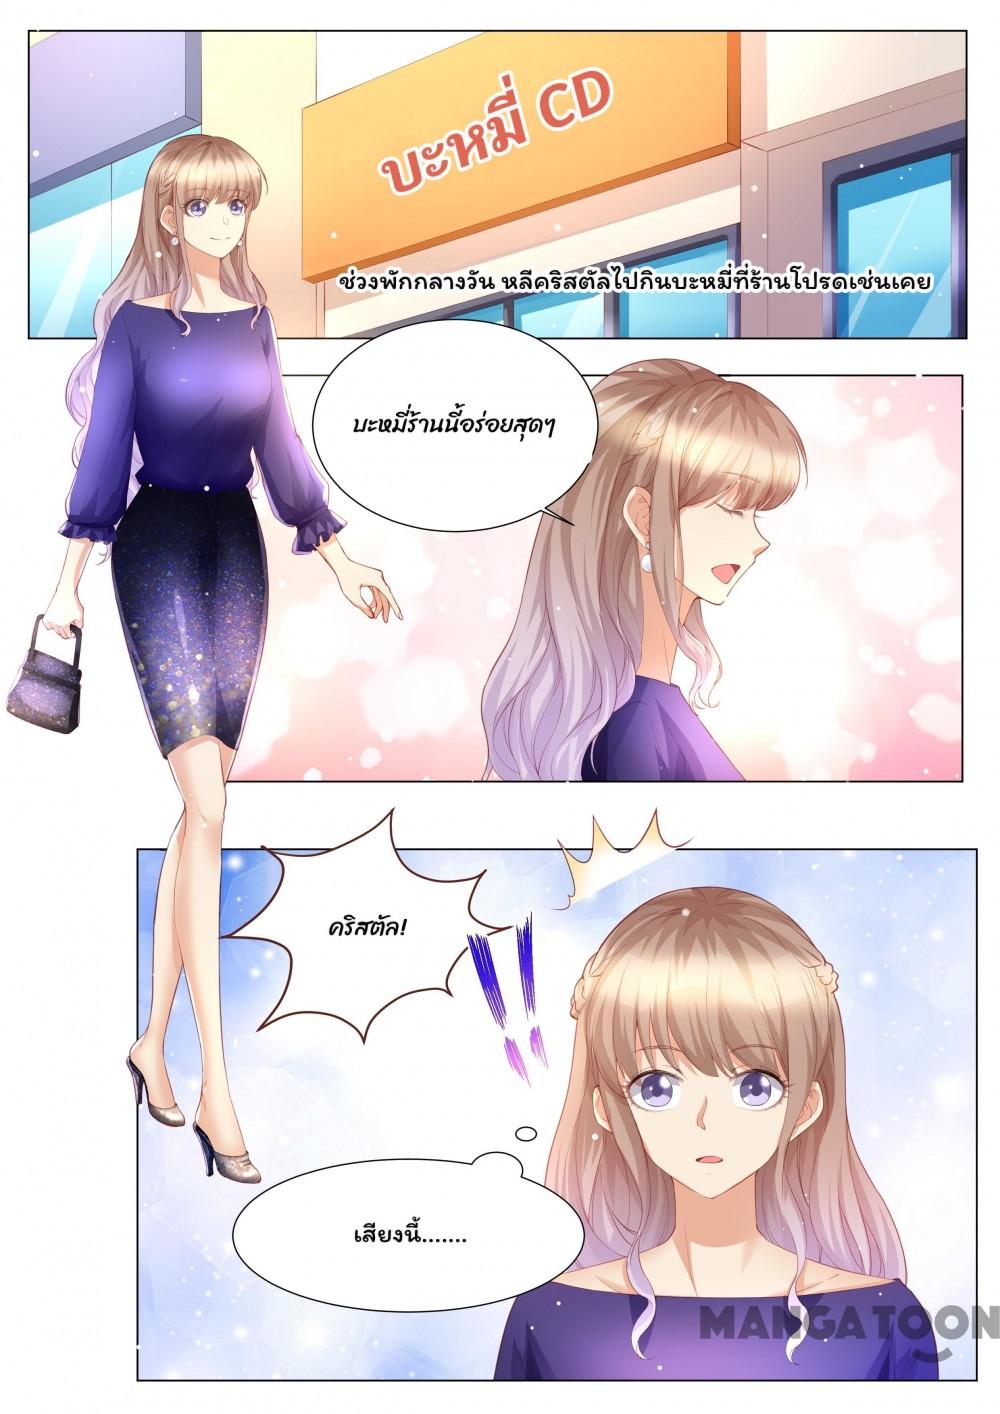 บะหมี่ CD
ช่วงพักกลางวัน หลีคริสตัลไปกินบะหมี่ที่ร้านโปรดเช่นเคย
บะหมี่ร้านนี้อร่อยสุดๆ
คริสตัล!
!!
เสียงนี้.......
MANGATOON